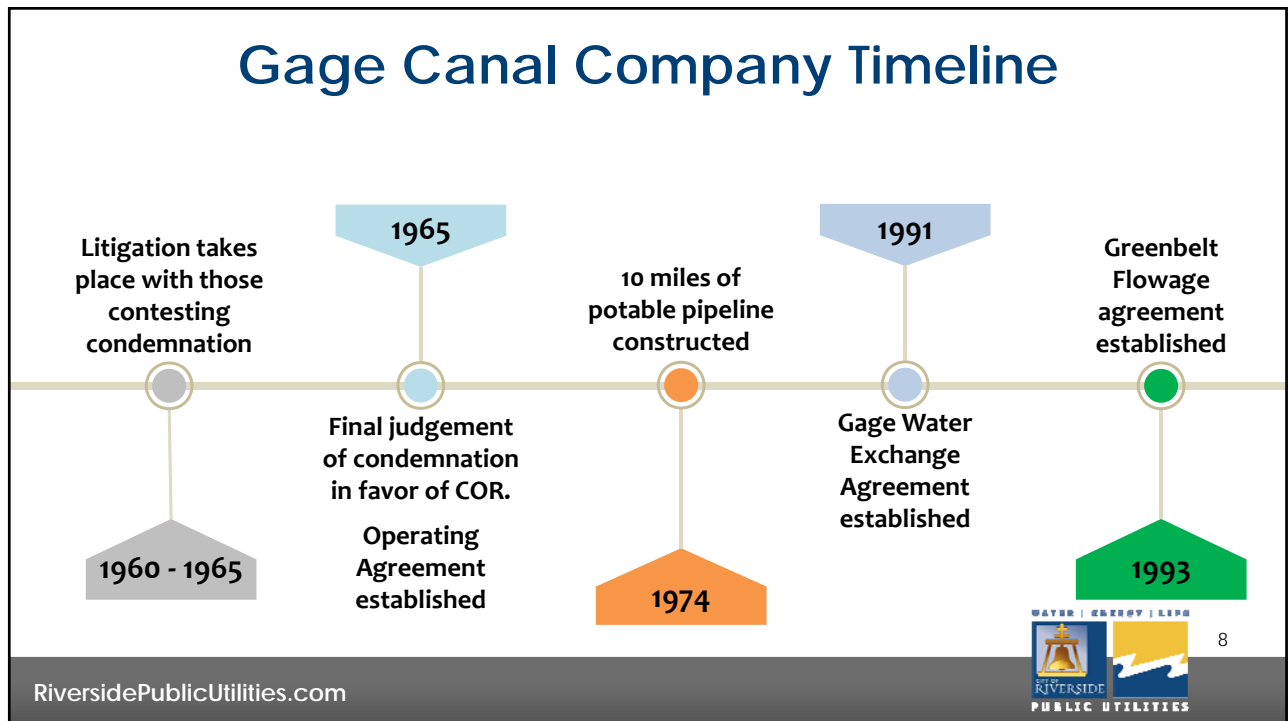 Gage Canal Company Timeline
Litigation takes
place with those
contesting
condemnation
1960 - 1965
1965
Final judgement
of condemnation
in favor of COR.
Operating
Agreement
established
10 miles of
potable pipeline
constructed
1974
1991
Gage Water
Exchange
Agreement
established
Greenbelt
Flowage
agreement
established
1993
WATER | ENERGY | LIFE
CITY OF
RIVERSIDE
PUBLIC UTILITIES
8
RiversidePublicUtilities.com